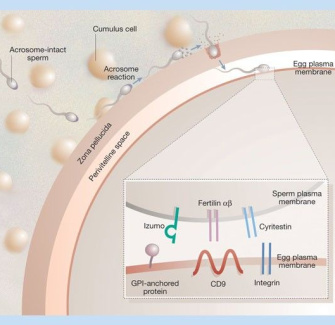 Cumulus cell
Acrosome-intact
sperm
Acrosome
reaction
Egg plasma
membrane
Zona pellucida
Perivitelline space
Sperm plasma
membrane
Fertilin αβ
Izumo
Cyritestin
Egg plasma
membrane
GPI-anchored
protein
CD9
Integrin